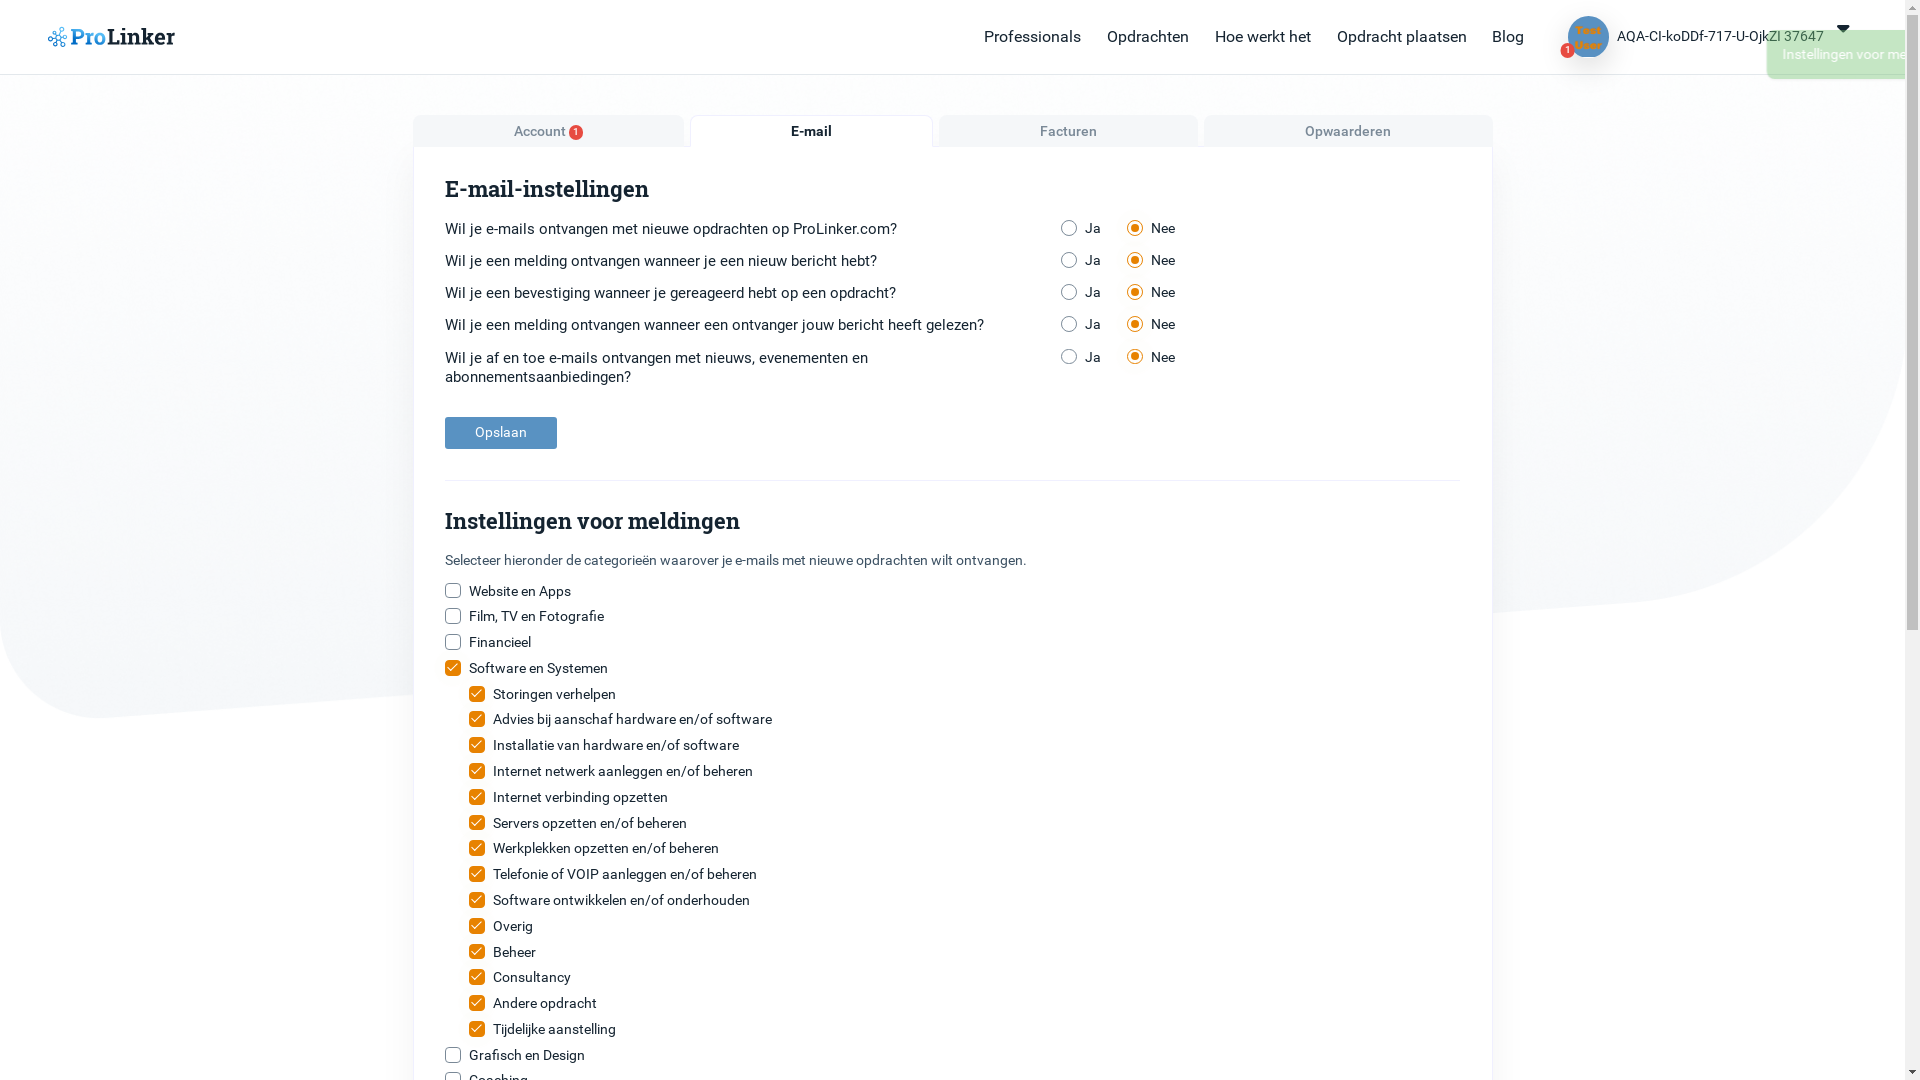 ProLinker
Professionals
Opdrachten
Hoe werkt het
Opdracht plaatsen
Blog
Test
User
1
AQA-CI-koDDf-717-U-OjkZI 37647
Instellingen voor
Account 1
E-mail
Facturen
Opwaarderen
E-mail-instellingen
Wil je e-mails ontvangen met nieuwe opdrachten op ProLinker.com?
Ja
Nee
Wil je een melding ontvangen wanneer je een nieuw bericht hebt?
Ja
Nee
Wil je een bevestiging wanneer je gereageerd hebt op een opdracht?
Ja
Nee
Wil je een melding ontvangen wanneer een ontvanger jouw bericht heeft gelezen?
Ja
Nee
Wil je af en toe e-mails ontvangen met nieuws, evenementen en
abonnementsaanbiedingen?
Ja
Nee
Opslaan
Instellingen voor meldingen
Selecteer hieronder de categorieën waarover je e-mails met nieuwe opdrachten wilt ontvangen.
Website en Apps
Film, TV en Fotografie
Financieel
Software en Systemen
Storingen verhelpen
Advies bij aanschaf hardware en/of software
Installatie van hardware en/of software
Internet netwerk aanleggen en/of beheren
Internet verbinding opzetten
Servers opzetten en/of beheren
Werkplekken opzetten en/of beheren
Telefonie of VOIP aanleggen en/of beheren
Software ontwikkelen en/of onderhouden
Overig
Beheer
Consultancy
Andere opdracht
Tijdelijke aanstelling
Grafisch en Design
Coaching